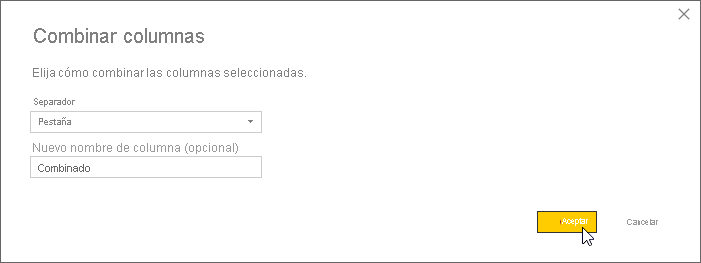 Combinar columnas
Elija cómo combinar las columnas seleccionadas.
Separador
Pestaña
Nuevo nombre de columna (opcional)
Combinado
Aceptar
Cancelar